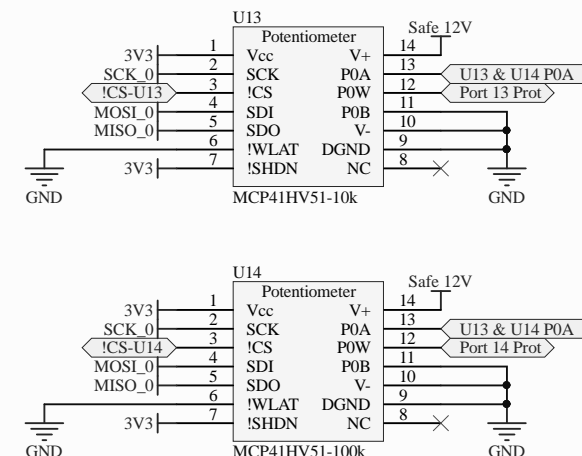 U13
Safe 12V
Potentiometer
3V3 1 Vcc V+ 14
SCK_0 2 SCK P0A 13 U13 & U14 P0A
!CS-U13 3 !CS P0W 12 Port 13 Prot
MOSI_0 4 SDI P0B 11
MISO_0 5 SDO V- 10
6 !WLAT DGND 9
3V3 7 !SHDN NC 8
GND MCP41HV51-10k GND
U14
Safe 12V
Potentiometer
3V3 1 Vcc V+ 14
SCK_0 2 SCK P0A 13 U13 & U14 P0A
!CS-U14 3 !CS P0W 12 Port 14 Prot
MOSI_0 4 SDI P0B 11
MISO_0 5 SDO V- 10
6 !WLAT DGND 9
3V3 7 !SHDN NC 8
GND MCP41HV51-100k GND